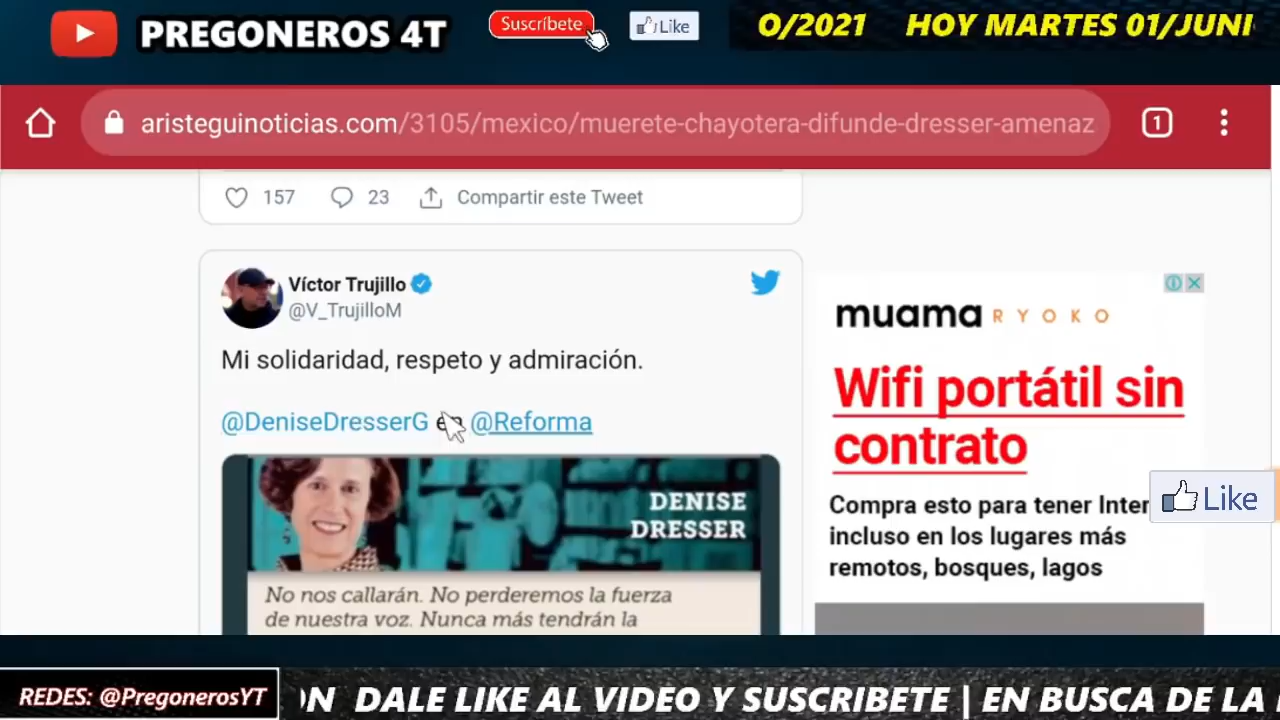 PREGONEROS 4T
Suscríbete
Like
O/2021 HOY MARTES 01/JUNI
aristeguinoticias.com/3105/mexico/muerete-chayotera-difunde-dresser-amenaz
1
157 23 Compartir este Tweet
Víctor Trujillo
@V_TrujilloM
Mi solidaridad, respeto y admiración.
@DeniseDresserG en @Reforma
DENISE
DRESSER
No nos callarán. No perderemos la fuerza
de nuestra voz. Nunca más tendrán la
muama RYOKO
Wifi portátil sin
contrato
Compra esto para tener Inter
incluso en los lugares más
remotos, bosques, lagos
Like
REDES: @PregonerosYT
ON DALE LIKE AL VIDEO Y SUSCRIBETE | EN BUSCA DE LA